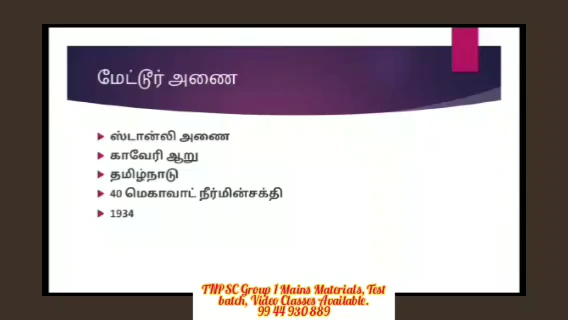 மேட்டூர் அணை
ஸ்டான்லி அணை
காவேரி ஆறு
தமிழ்நாடு
40 மெகாவாட் நீர்மின்சக்தி
1934
TNPSC Group 1 Mains Materials, Test
batch, Video Classes Available.
99 44 930 889